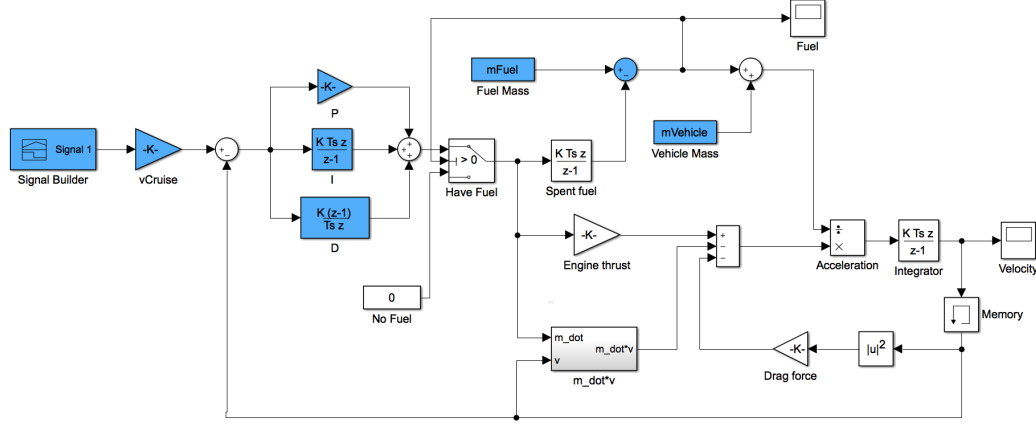 Fuel
mFuel
Fuel Mass
+
−
+
+
-K-
P
mVehicle
Vehicle Mass
Signal 1
Signal Builder
-K-
vCruise
+
−
K Ts z
z-1
I
+
+
+
> 0
Have Fuel
K Ts z
z-1
Spent fuel
K (z-1)
Ts z
D
-K-
Engine thrust
+
−
−
÷
×
Acceleration
K Ts z
z-1
Integrator
Velocity
0
No Fuel
Memory
m_dot
v
m_dot*v
m_dot*v
-K-
Drag force
|u|2